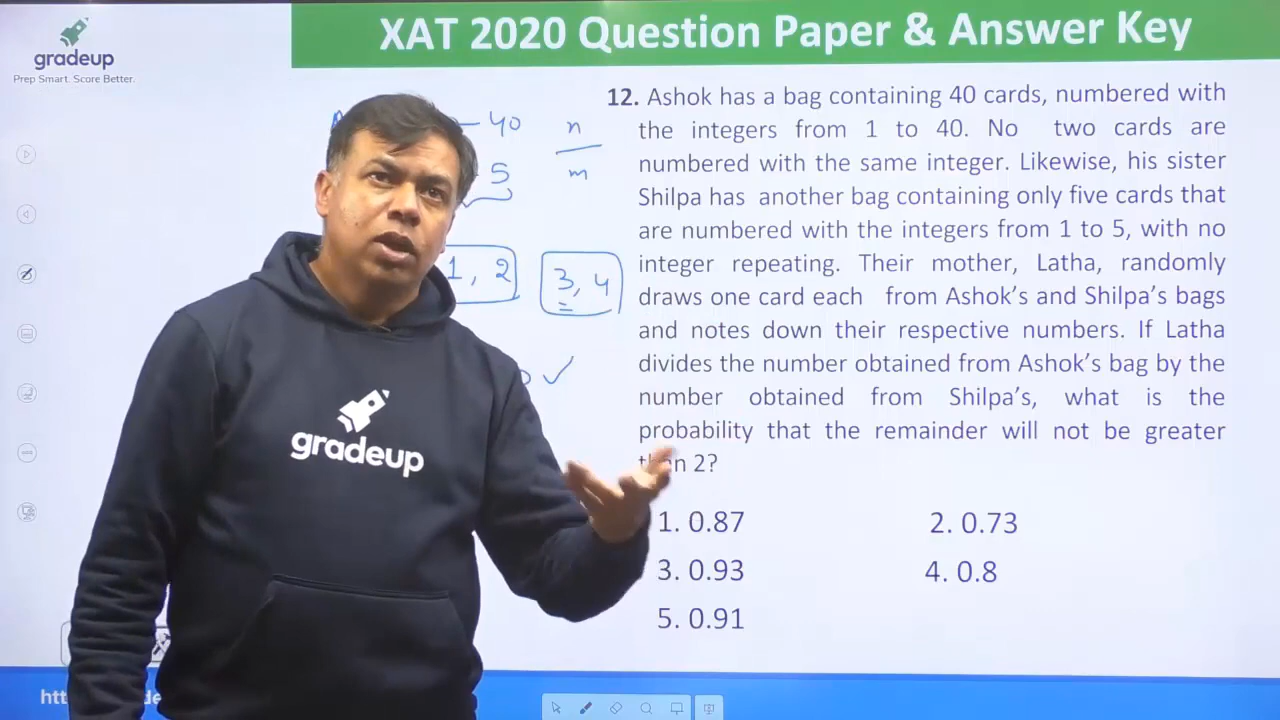 gradeup
Prep Smart. Score Better.
XAT 2020 Question Paper & Answer Key
40
n
5
m
1, 2
3, 4
12. Ashok has a bag containing 40 cards, numbered with
the integers from 1 to 40. No two cards are
numbered with the same integer. Likewise, his sister
Shilpa has another bag containing only five cards that
are numbered with the integers from 1 to 5, with no
integer repeating. Their mother, Latha, randomly
draws one card each from Ashok's and Shilpa's bags
and notes down their respective numbers. If Latha
divides the number obtained from Ashok's bag by the
number obtained from Shilpa's, what is the
probability that the remainder will not be greater
than 2?
1. 0.87
2. 0.73
3. 0.93
4. 0.8
5. 0.91
gradeup